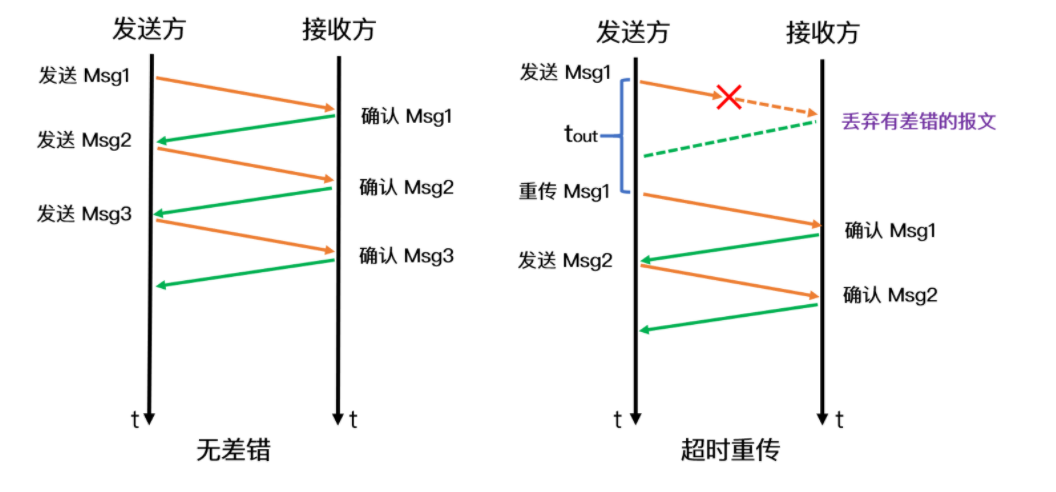 发送方
接收方
发送 Msg1
确认 Msg1
发送 Msg2
确认 Msg2
发送 Msg3
确认 Msg3
t
t
无差错
发送方
接收方
发送 Msg1
丢弃有差错的报文
tout
重传 Msg1
确认 Msg1
发送 Msg2
确认 Msg2
t
t
超时重传